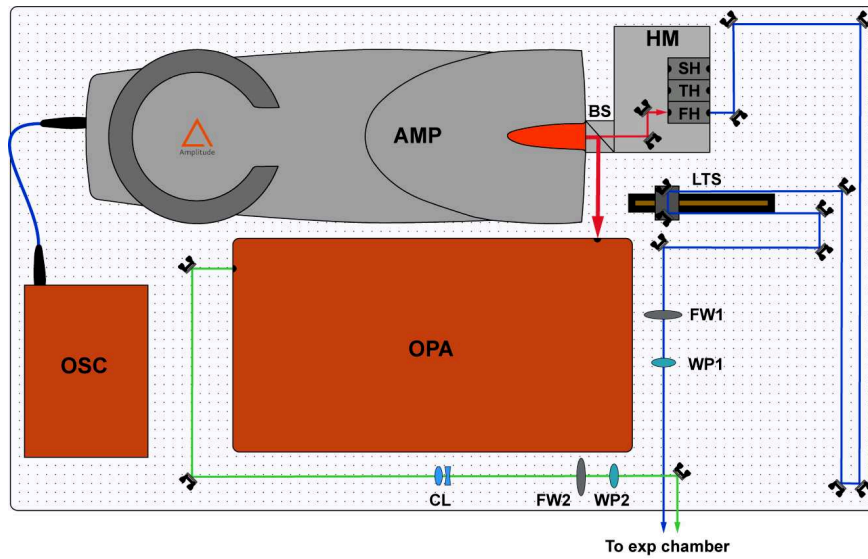 HM
SH
BS
TH
AMP
FH
Amplitude
LTS
FW1
OPA
OSC
WP1
CL
FW2
WP2
To exp chamber